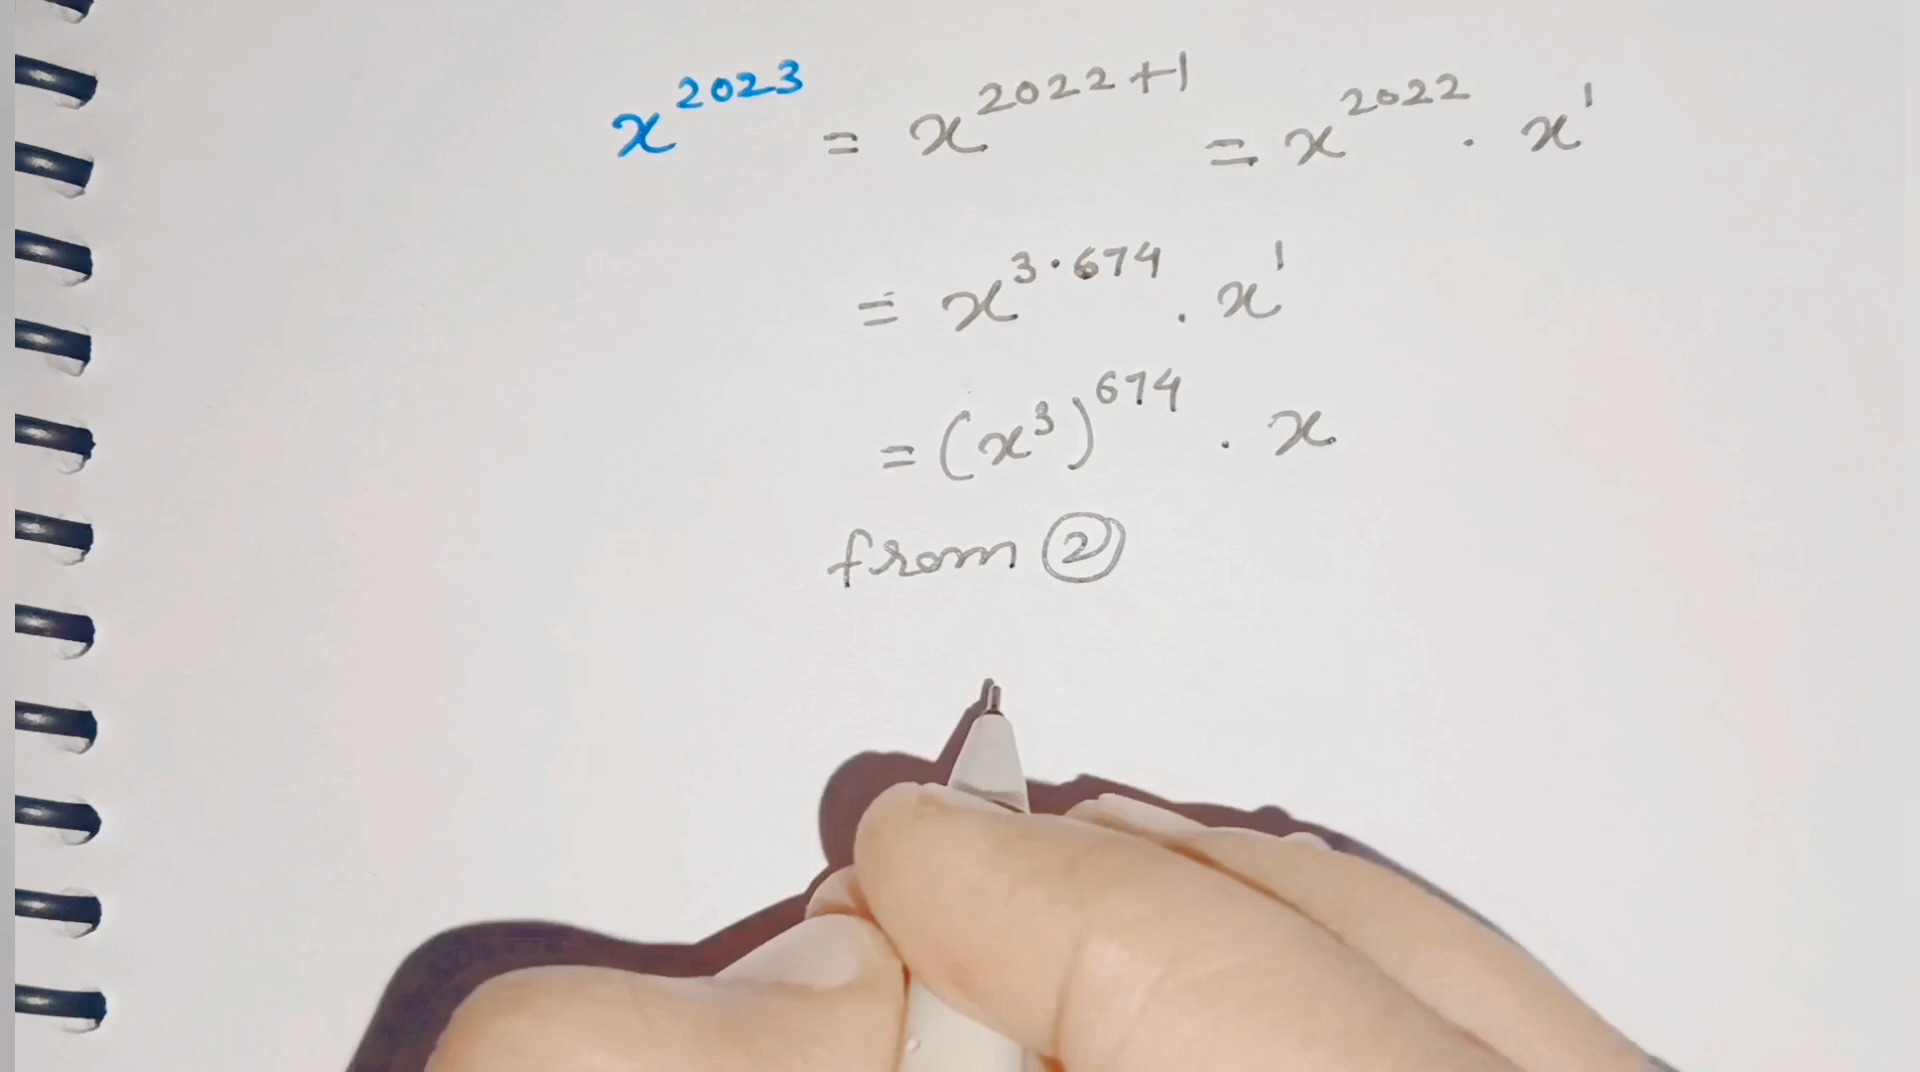 x^2023 = x^2022+1 = x^2022 . x^1
= x^3·674 . x^1
= (x^3)^674 . x
from ②